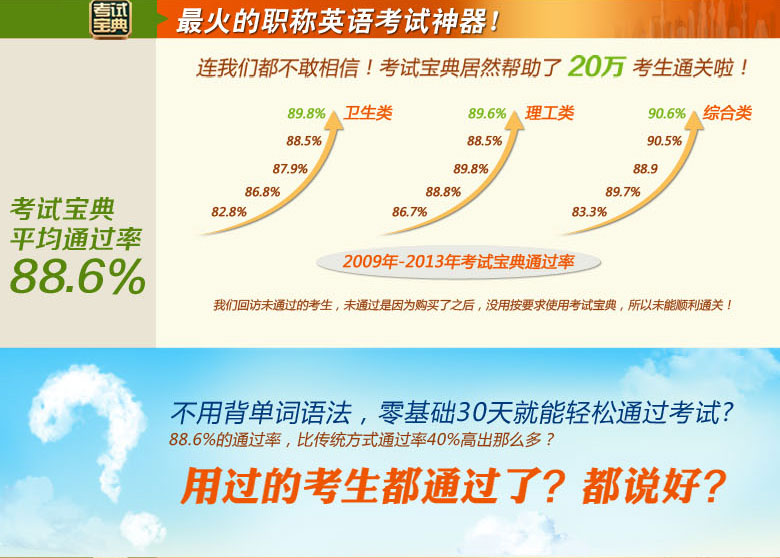 考试
宝典
最火的职称英语考试神器!
连我们都不敢相信！考试宝典居然帮助了 20万 考生通关啦！
89.8% 卫生类
88.5%
87.9%
86.8%
82.8%
89.6% 理工类
88.5%
89.8%
88.8%
86.7%
90.6% 综合类
90.5%
88.9
89.7%
83.3%
考试宝典
平均通过率
88.6%
2009年-2013年考试宝典通过率
我们回访未通过的考生，未通过是因为购买了之后，没用按要求使用考试宝典，所以未能顺利通关！
不用背单词语法，零基础30天就能轻松通过考试?
88.6%的通过率，比传统方式通过率40%高出那么多？
用过的考生都通过了？都说好？